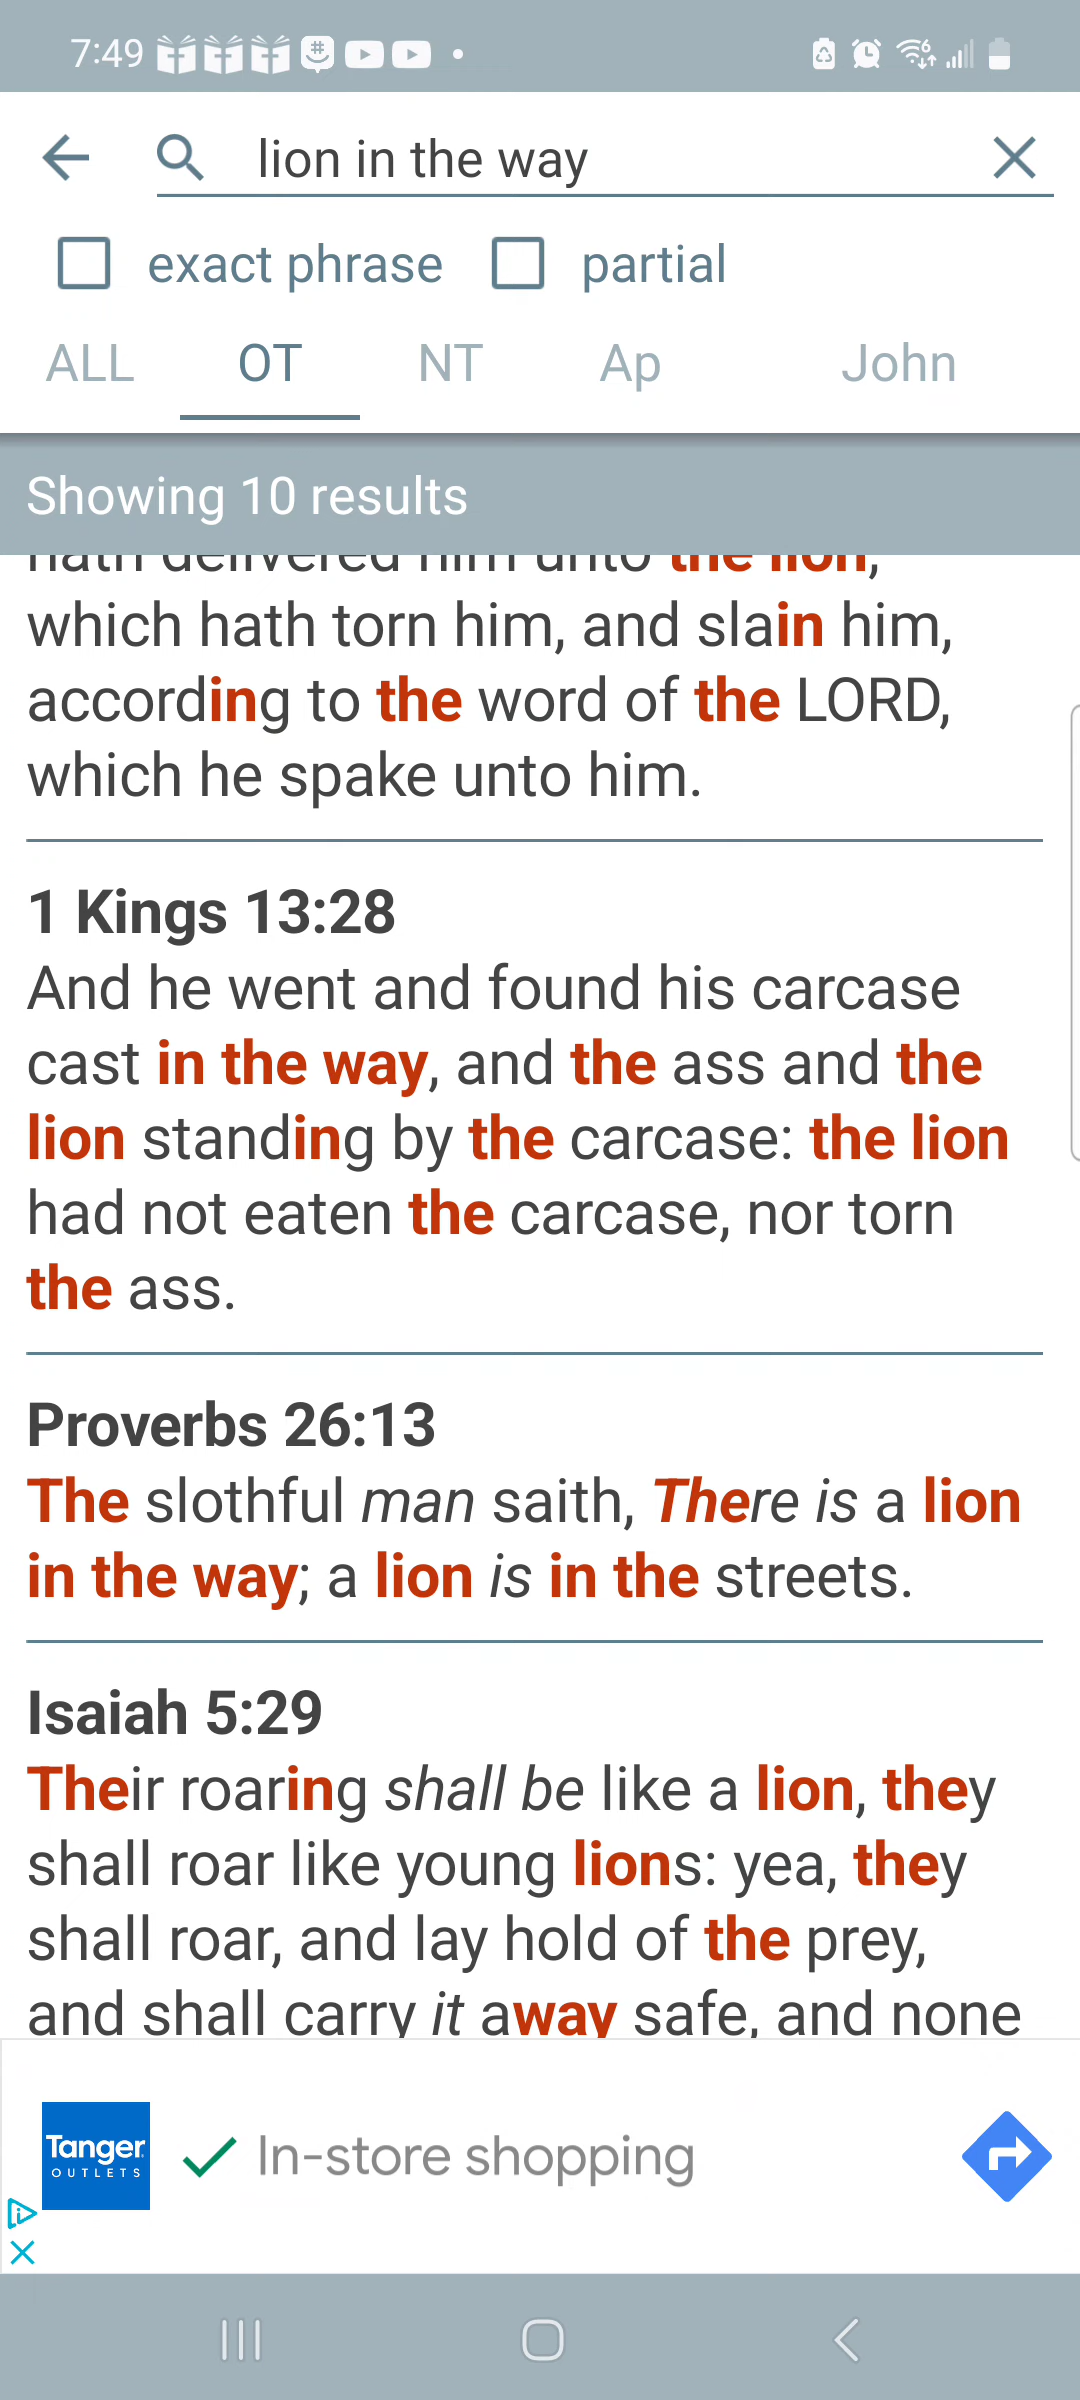 7:49
lion in the way
exact phrase partial
ALL OT NT Ap John
Showing 10 results
hath delivered him unto the lion,
which hath torn him, and slain him,
according to the word of the LORD,
which he spake unto him.
1 Kings 13:28
And he went and found his carcase
cast in the way, and the ass and the
lion standing by the carcase: the lion
had not eaten the carcase, nor torn
the ass.
Proverbs 26:13
The slothful man saith, There is a lion
in the way; a lion is in the streets.
Isaiah 5:29
Their roaring shall be like a lion, they
shall roar like young lions: yea, they
shall roar, and lay hold of the prey,
and shall carry it away safe, and none
Tanger
OUTLETS
In-store shopping